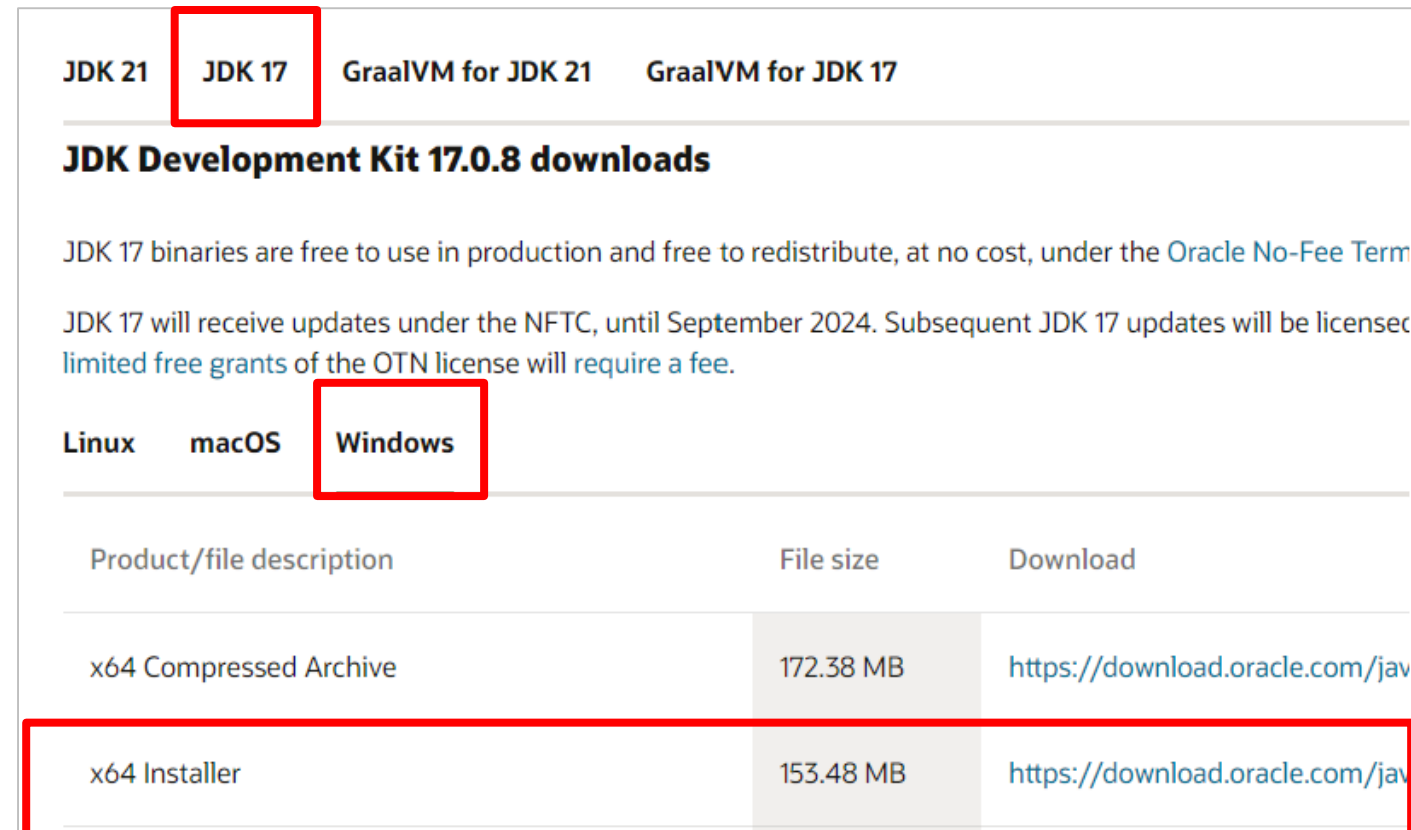 JDK 21 JDK 17 GraalVM for JDK 21 GraalVM for JDK 17
JDK Development Kit 17.0.8 downloads
JDK 17 binaries are free to use in production and free to redistribute, at no cost, under the Oracle No-Fee Term
JDK 17 will receive updates under the NFTC, until September 2024. Subsequent JDK 17 updates will be licensed
limited free grants of the OTN license will require a fee.
Linux macOS Windows
Product/file description File size Download
x64 Compressed Archive 172.38 MB https://download.oracle.com/jav
x64 Installer 153.48 MB https://download.oracle.com/jav